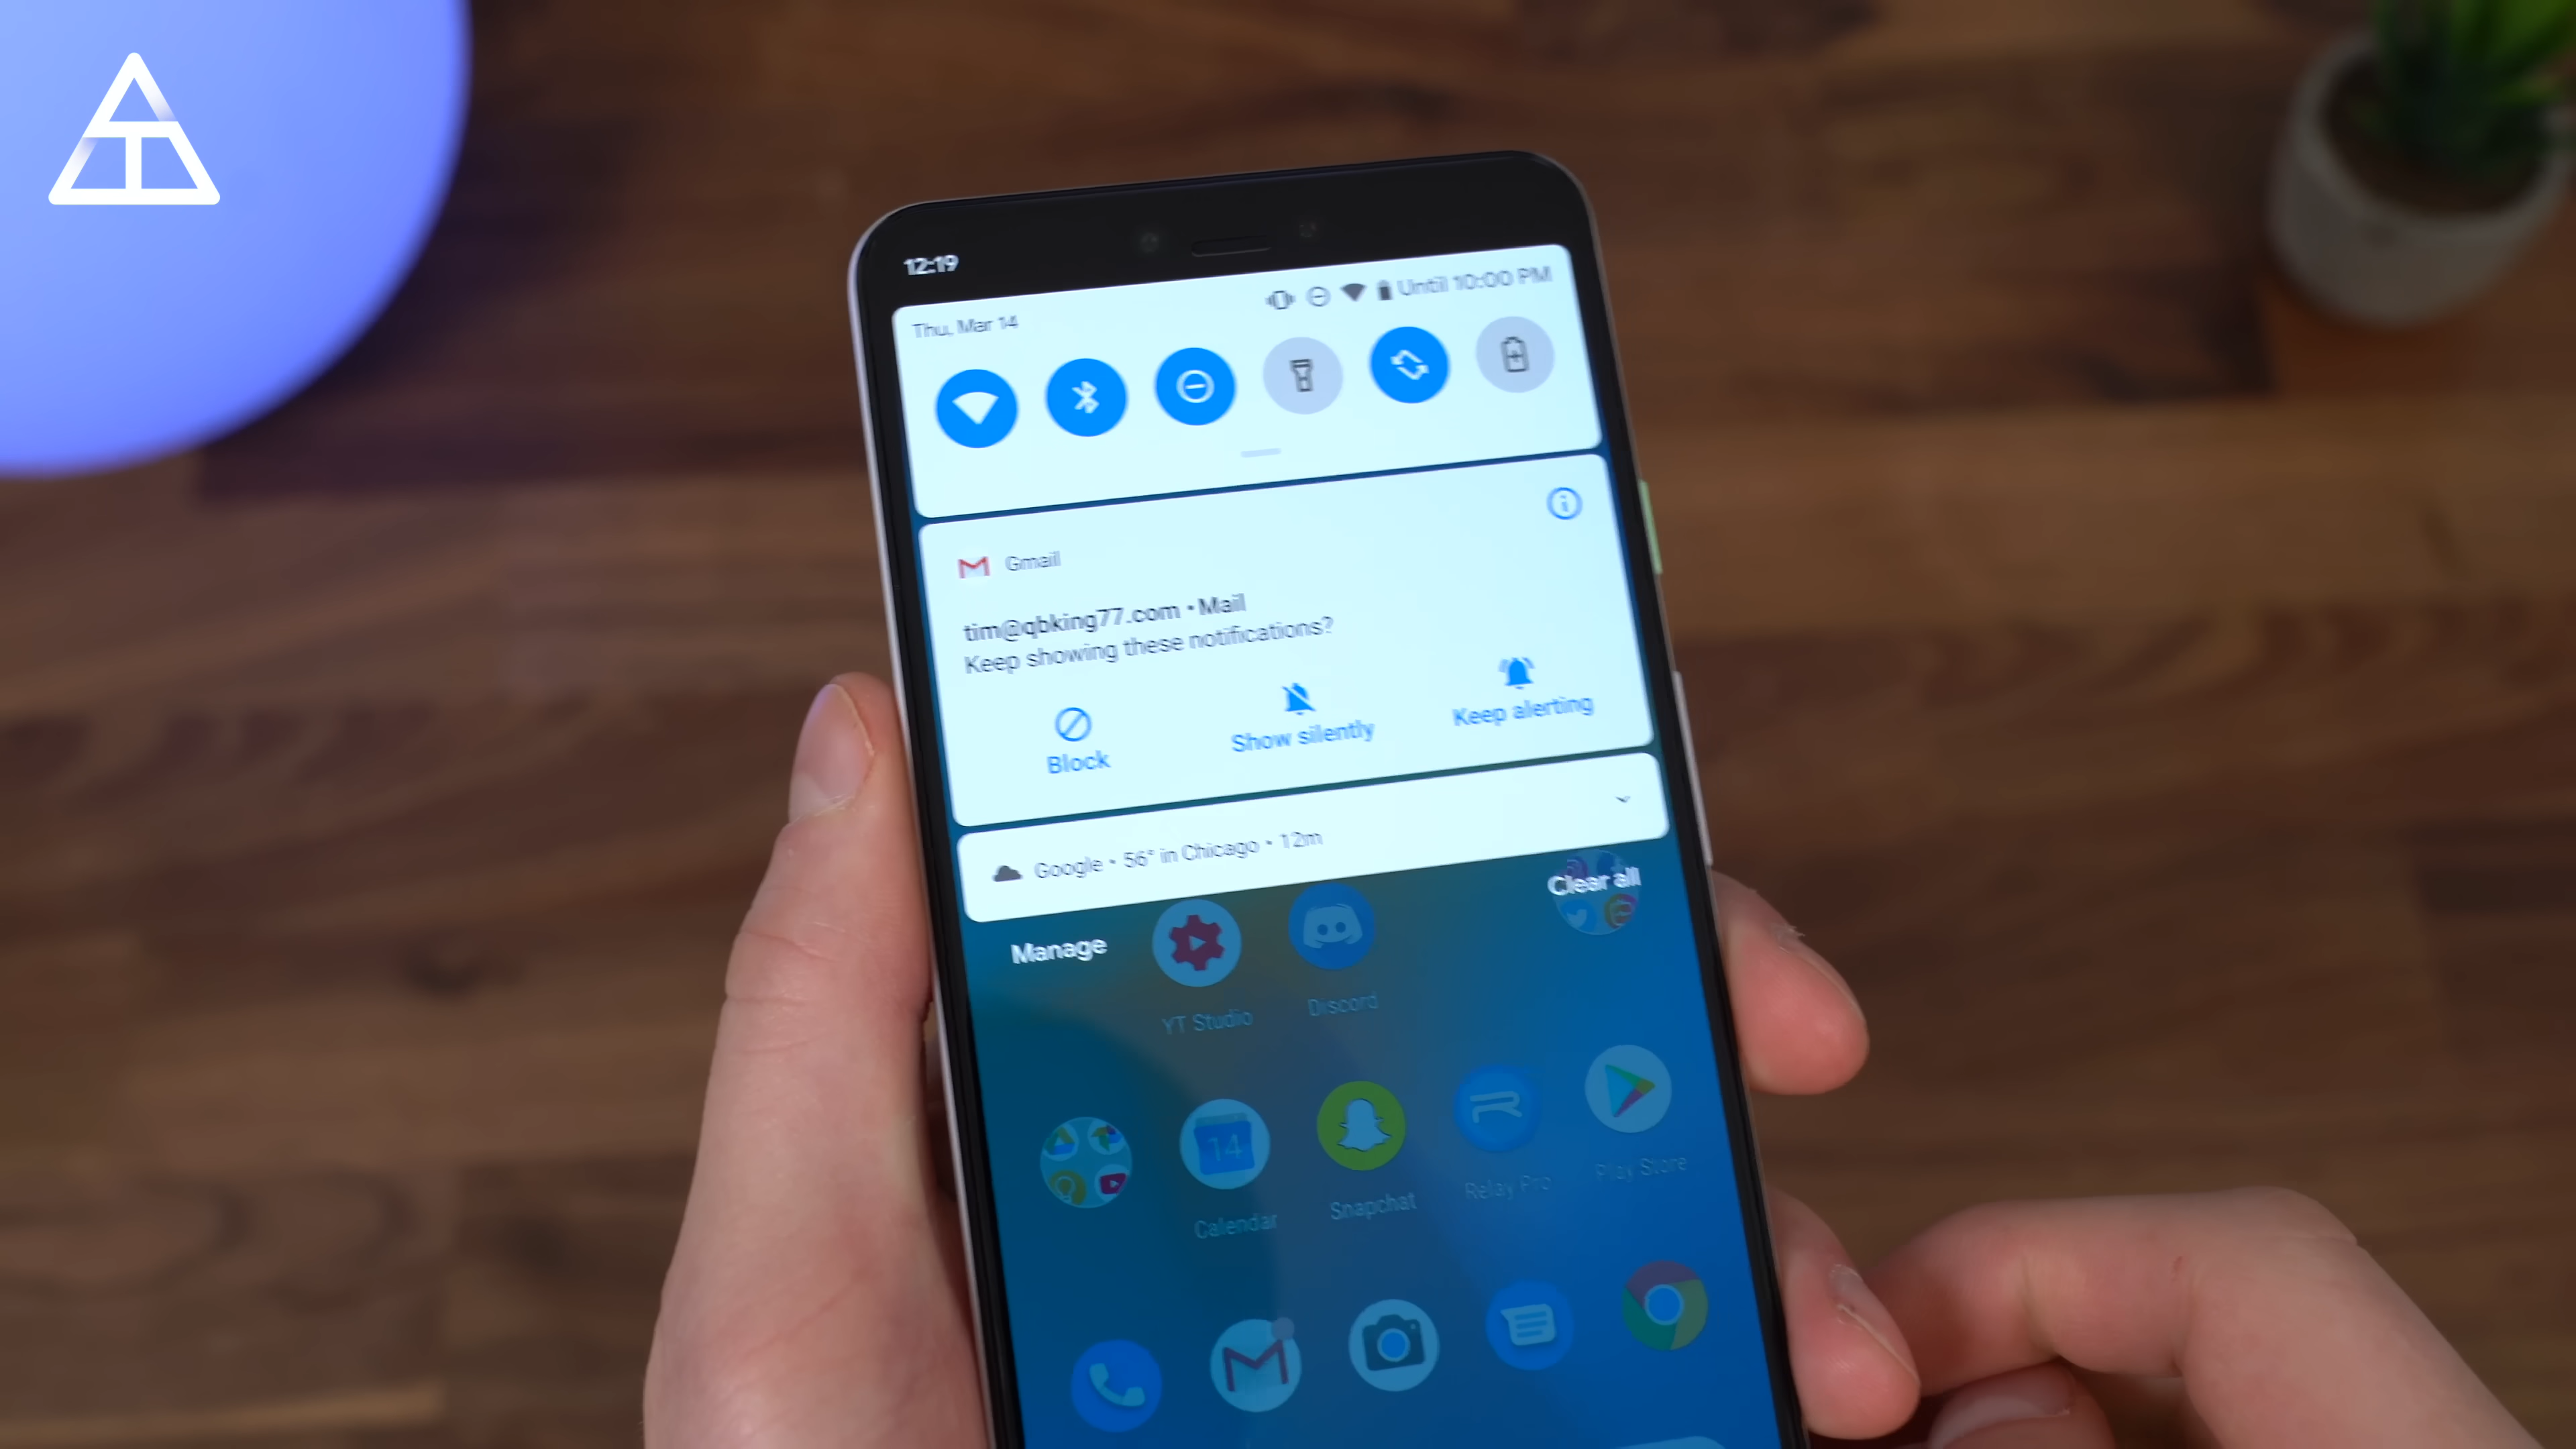 12:19
Thu, Mar 14
Until 10:00 PM
Gmail
tim@qbking77.com • Mail
Keep showing these notifications?
Block
Show silently
Keep alerting
Google • 56° in Chicago • 12m
Manage
Clear all
YT Studio
Discord
14
Calendar
Snapchat
Relay Pro
Play Store